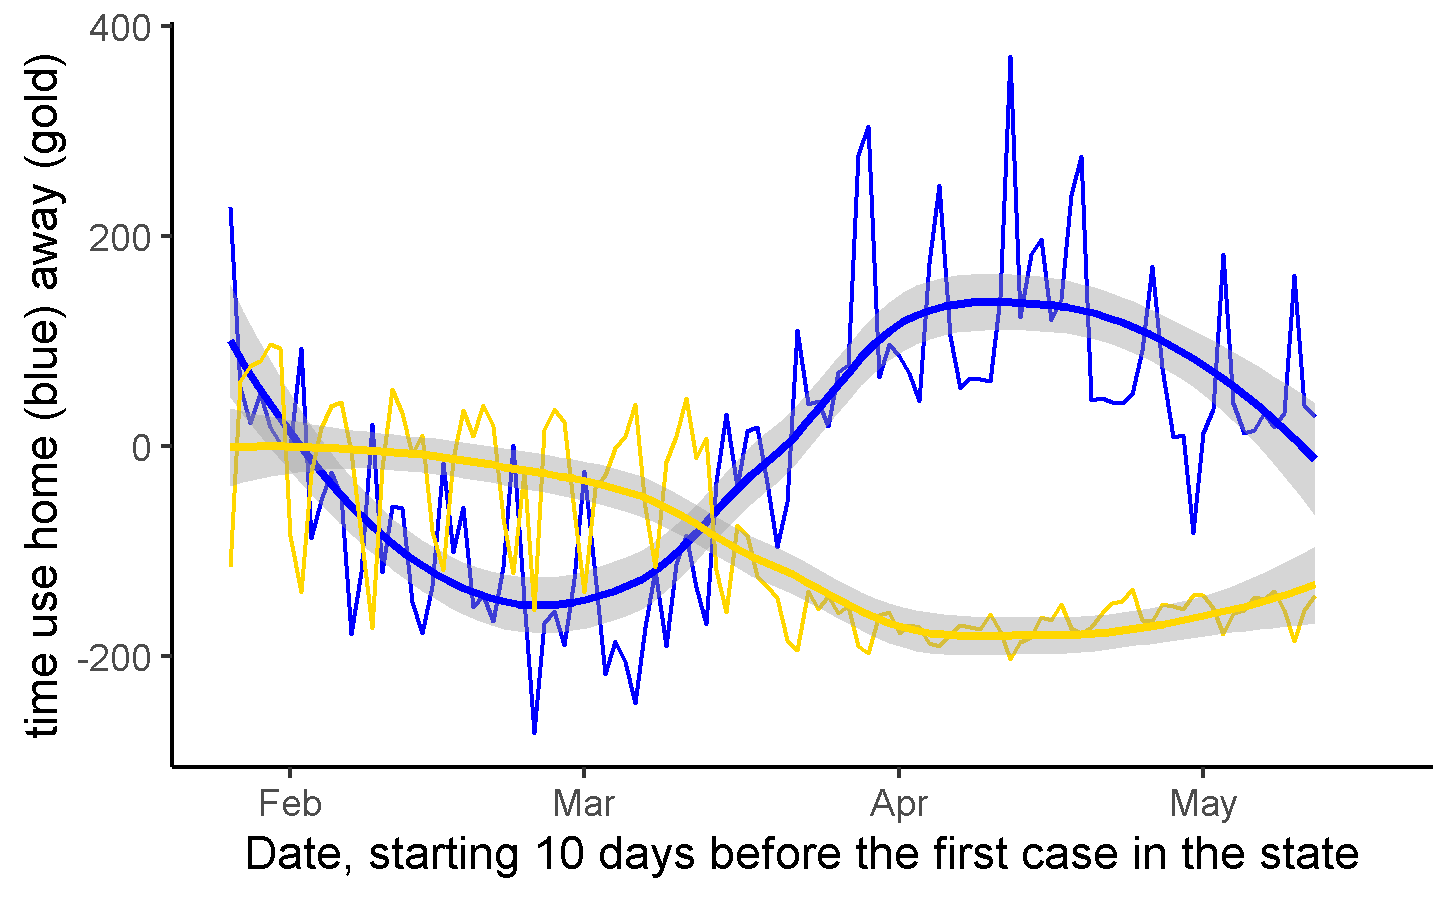 time use home (blue) away (gold)
400
200
0
-200
Feb Mar Apr May
Date, starting 10 days before the first case in the state